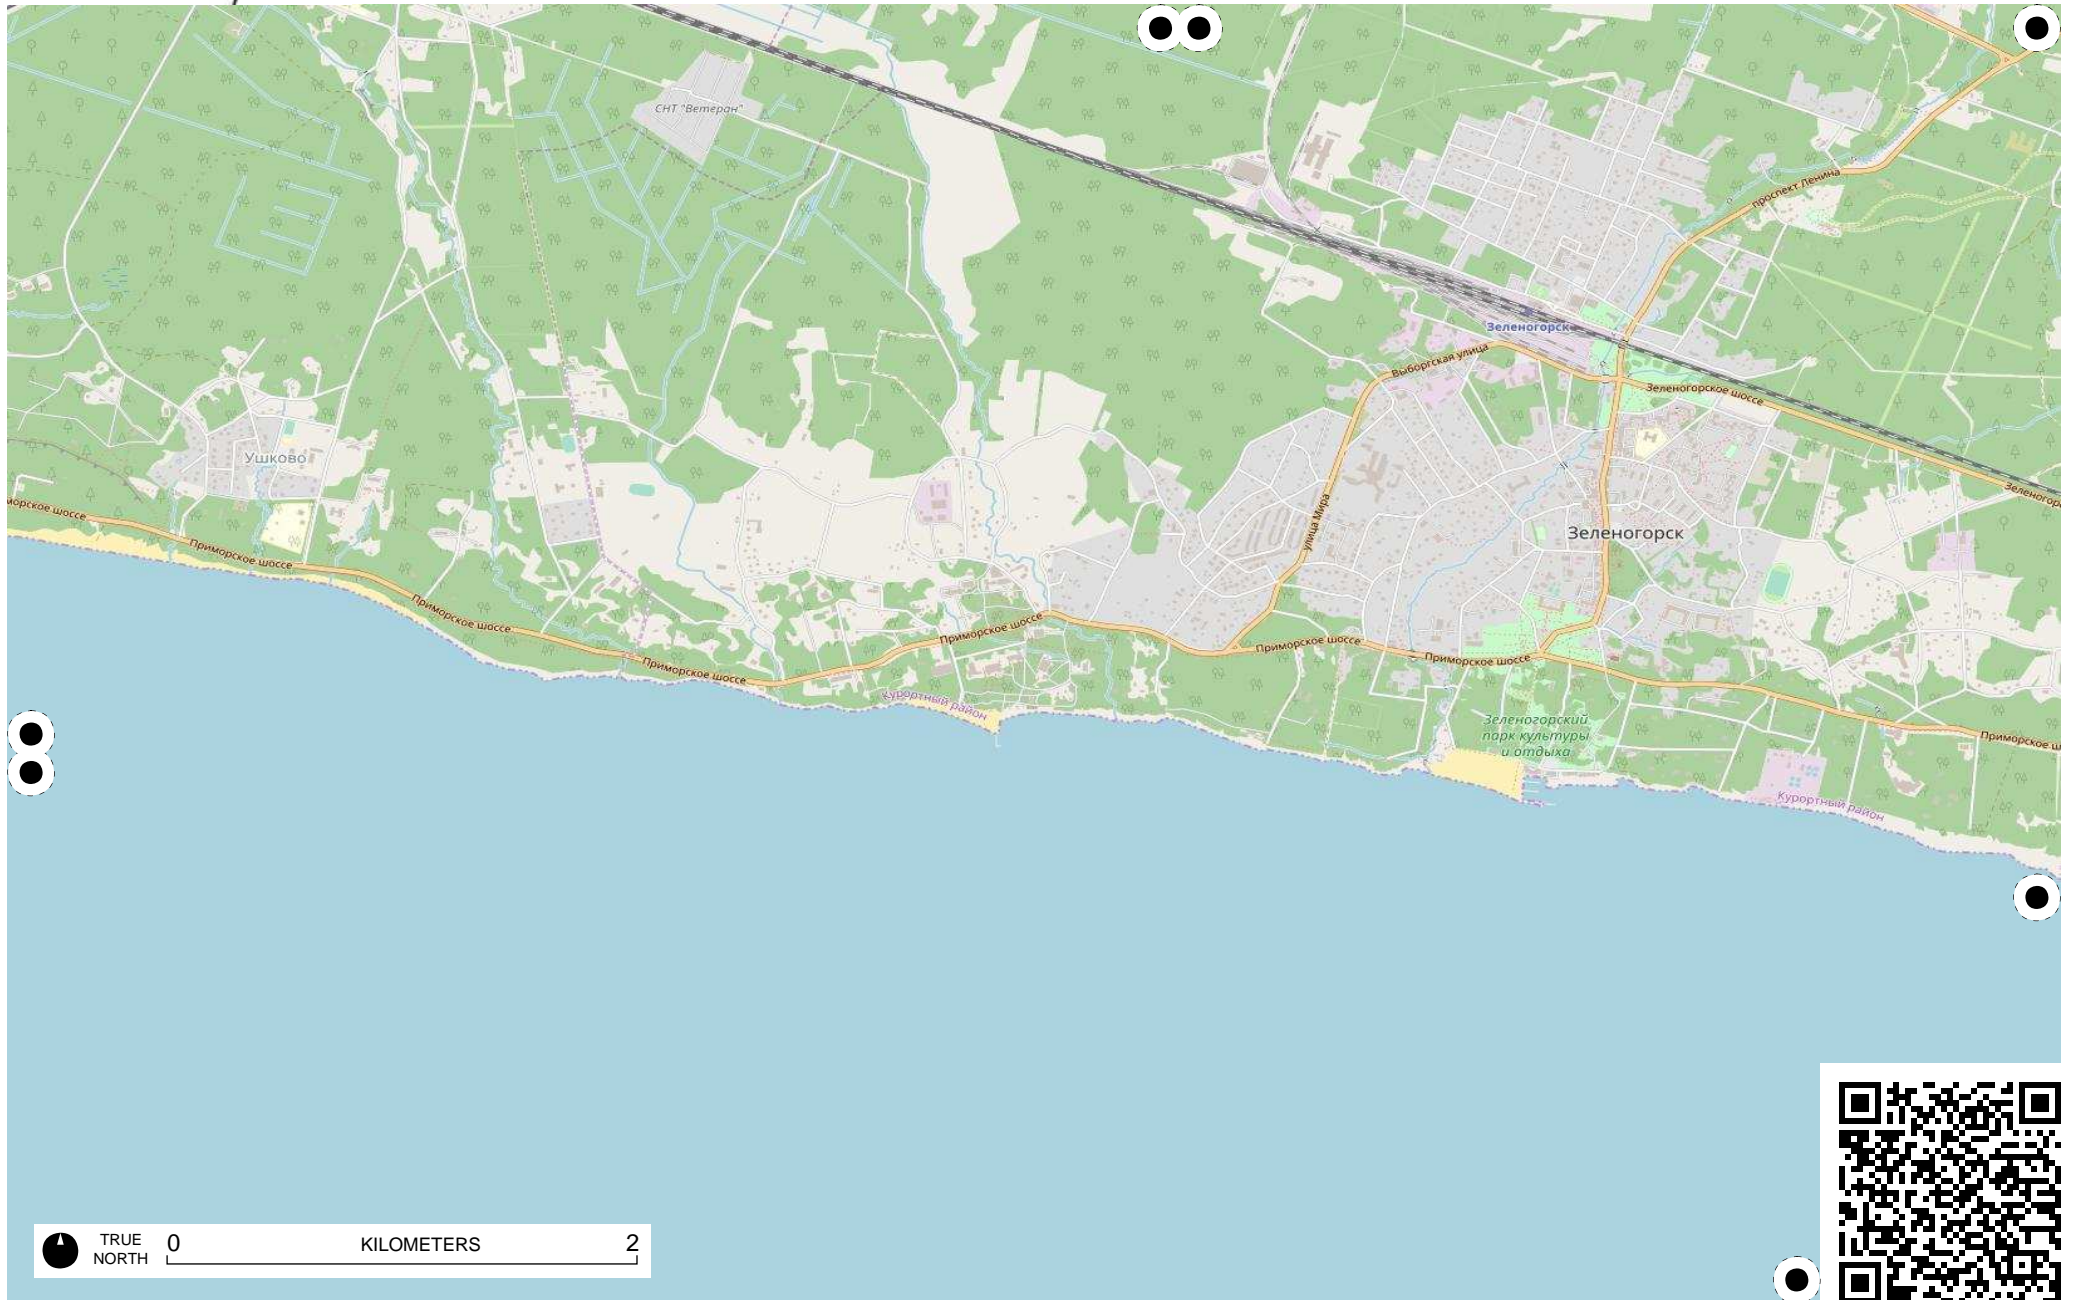 СНТ "Ветеран"
проспект Ленина
Зеленогорск
Выборгская улица
Зеленогорское шоссе
Ушково
Зеленогор
морское шоссе
улица Мира
Зеленогорск
Приморское шоссе
Приморское шоссе
Приморское шоссе
Приморское шоссе
Приморское шоссе
Приморское шоссе
Курортный район
Зеленогорский
парк культуры
и отдыха
Приморское ш
Курортный район
TRUE
NORTH
0 KILOMETERS 2